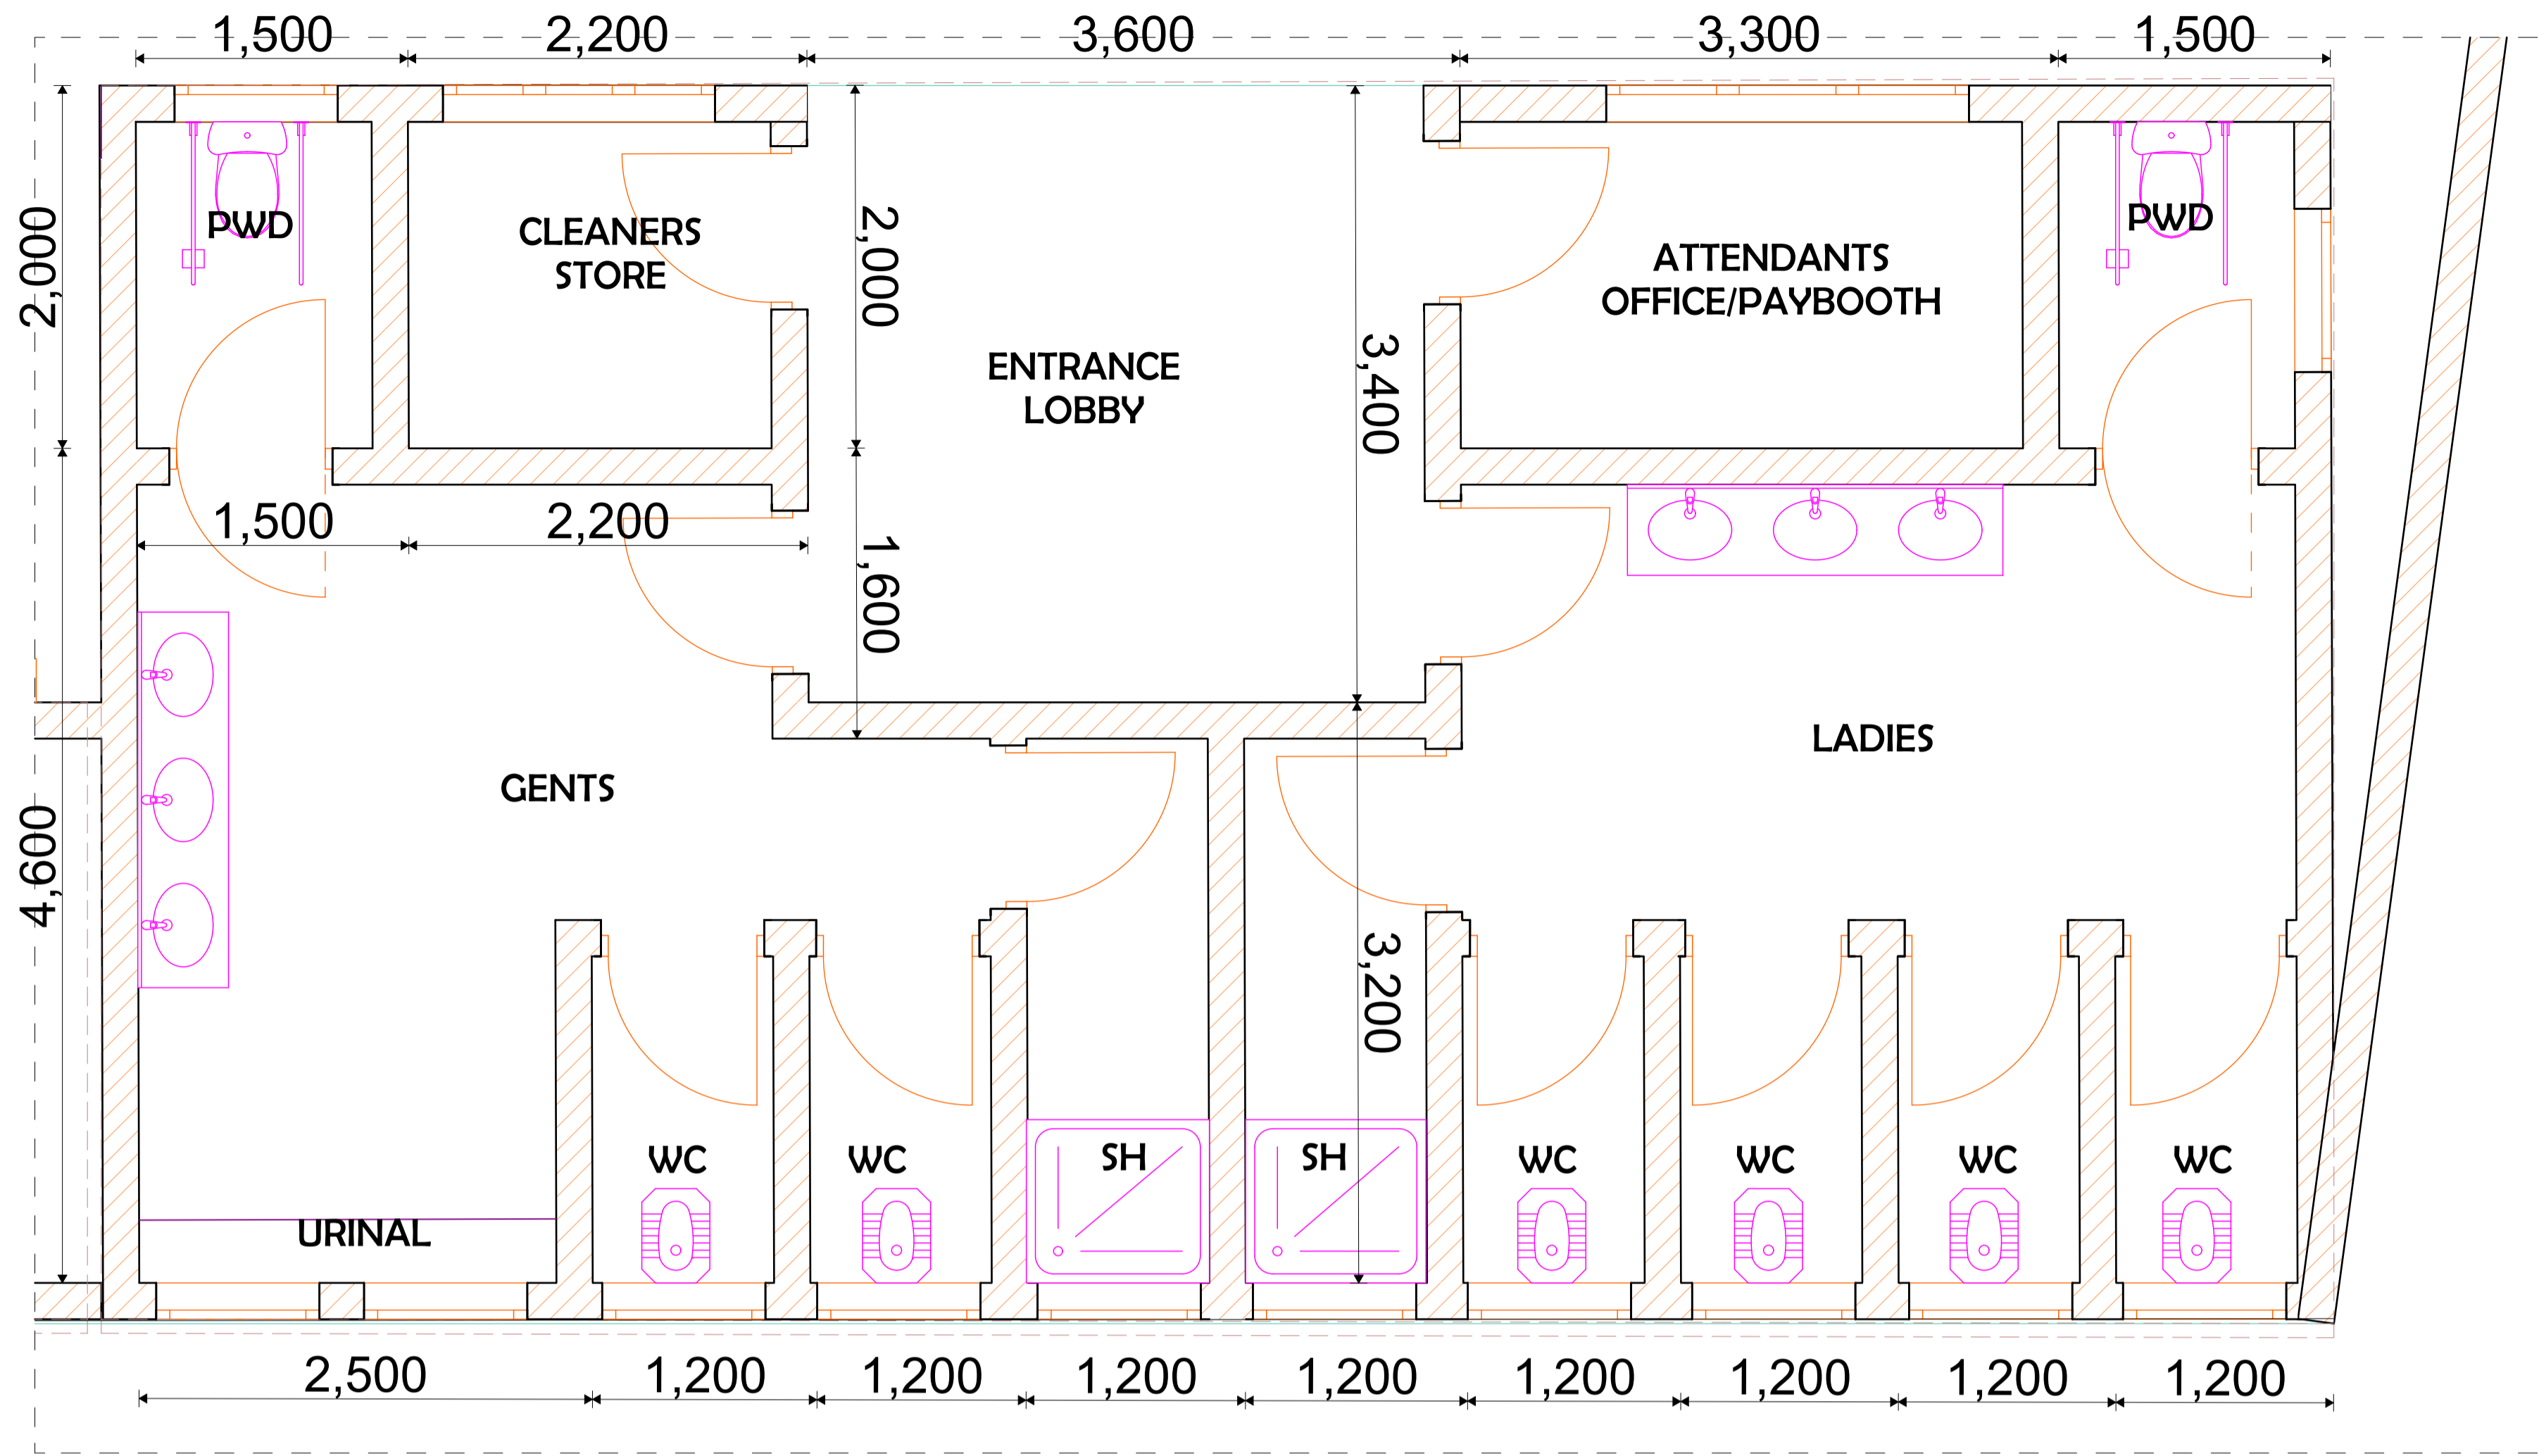 1,500
2,200
3,600
3,300
1,500
PWD
CLEANERS
STORE
2,000
2,000
ENTRANCE
LOBBY
3,400
ATTENDANTS
OFFICE/PAYBOOTH
PWD
1,500
2,200
1,600
GENTS
LADIES
4,600
3,200
URINAL
WC
WC
SH
SH
WC
WC
WC
WC
2,500
1,200
1,200
1,200
1,200
1,200
1,200
1,200
1,200